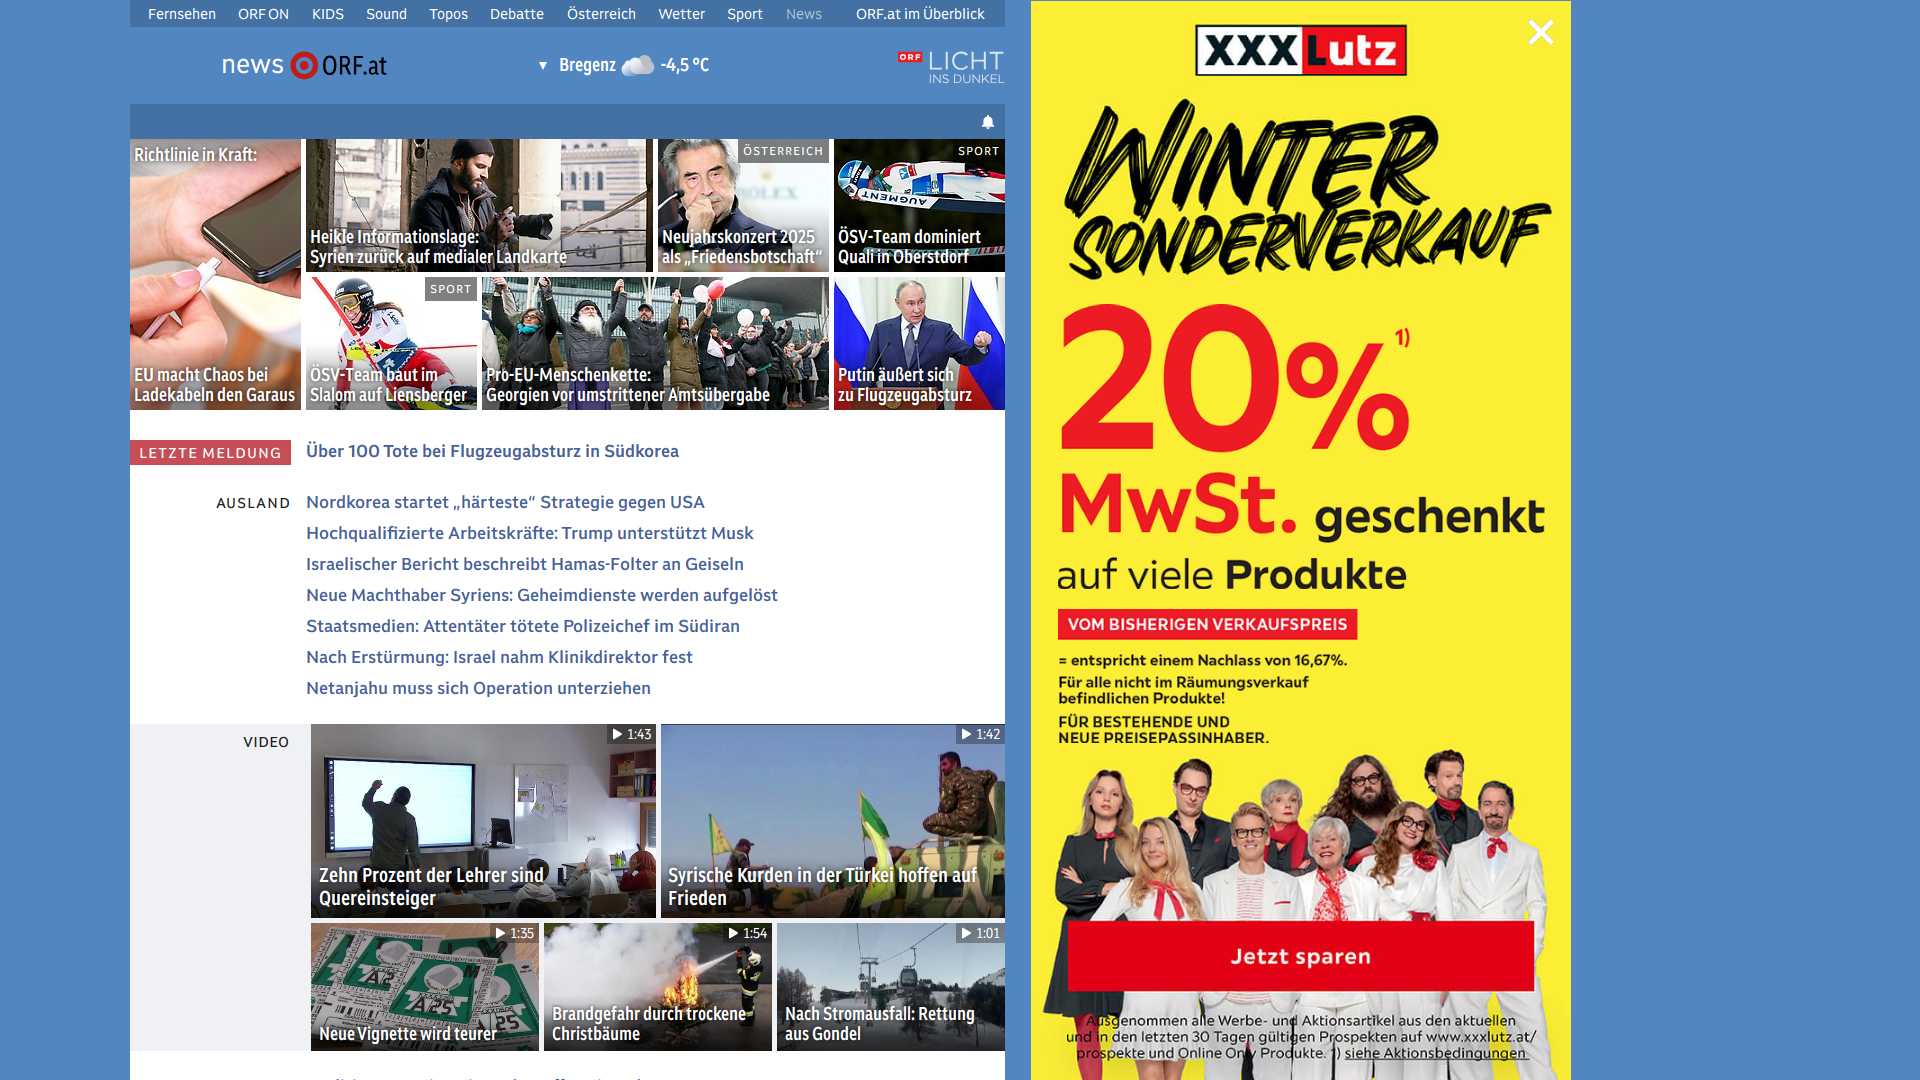 Fernsehen ORF ON KIDS Sound Topos Debatte Österreich Wetter Sport News ORF.at im Überblick
news ORF.at
▼ Bregenz -4,5 °C
ORF LICHT
INS DUNKEL
Richtlinie in Kraft:
EU macht Chaos bei
Ladekabeln den Garaus
Heikle Informationslage:
Syrien zurück auf medialer Landkarte
ÖSTERREICH
ROLEX
Neujahrskonzert 2025
als „Friedensbotschaft“
SPORT
AUGMENT
ÖSV-Team dominiert
Quali in Oberstdorf
SPORT
ÖSV-Team baut im
Slalom auf Liensberger
Pro-EU-Menschenkette:
Georgien vor umstrittener Amtsübergabe
Putin äußert sich
zu Flugzeugabsturz
LETZTE MELDUNG
Über 100 Tote bei Flugzeugabsturz in Südkorea
AUSLAND
Nordkorea startet „härteste“ Strategie gegen USA
Hochqualifizierte Arbeitskräfte: Trump unterstützt Musk
Israelischer Bericht beschreibt Hamas-Folter an Geiseln
Neue Machthaber Syriens: Geheimdienste werden aufgelöst
Staatsmedien: Attentäter tötete Polizeichef im Südiran
Nach Erstürmung: Israel nahm Klinikdirektor fest
Netanjahu muss sich Operation unterziehen
VIDEO
1:43
Zehn Prozent der Lehrer sind
Quereinsteiger
1:42
Syrische Kurden in der Türkei hoffen auf
Frieden
1:35
Neue Vignette wird teurer
1:54
Brandgefahr durch trockene
Christbäume
1:01
Nach Stromausfall: Rettung
aus Gondel
XXXLutz
WINTER
SONDERVERKAUF
20% 1)
MwSt. geschenkt
auf viele Produkte
VOM BISHERIGEN VERKAUFSPREIS
= entspricht einem Nachlass von 16,67%.
Für alle nicht im Räumungsverkauf
befindlichen Produkte!
FÜR BESTEHENDE UND
NEUE PREISEPASSINHABER.
Jetzt sparen
Ausgenommen alle Werbe- und Aktionsartikel aus den aktuellen
und in den letzten 30 Tagen gültigen Prospekten auf www.xxxlutz.at/
prospekte und Online Only Produkte. 1) siehe Aktionsbedingungen